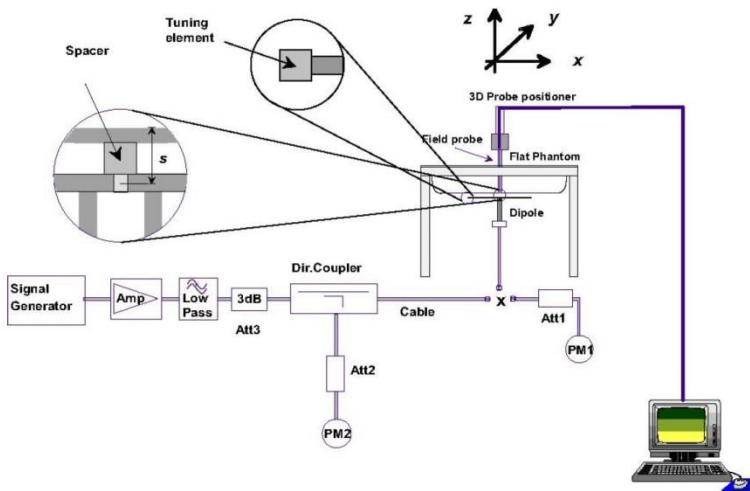 Tuning
element
Spacer
s
z
y
x
3D Probe positioner
Field probe
Flat Phantom
Dipole
Signal
Generator
Amp
Low
Pass
3dB
Att3
Dir.Coupler
Cable
x
Att1
PM1
Att2
PM2